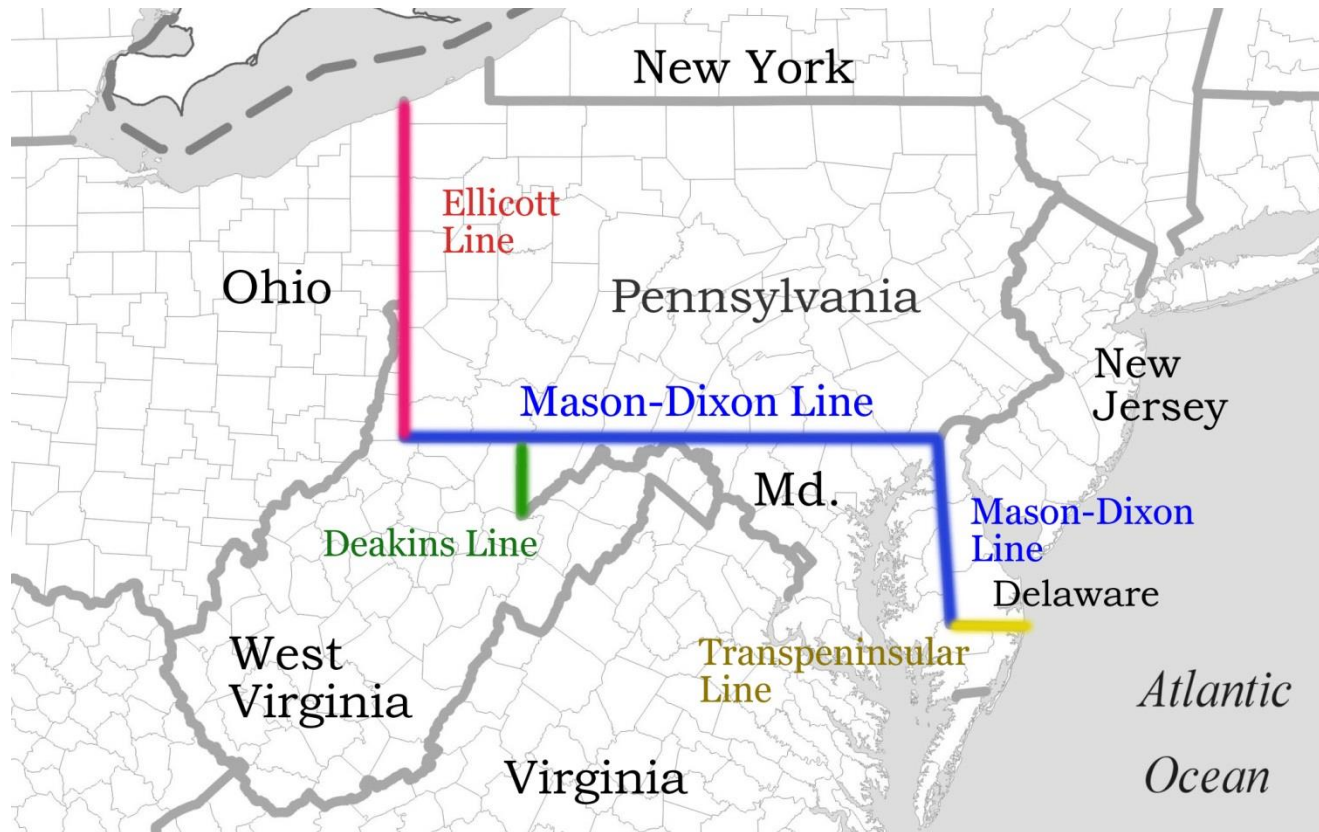 New York
Ellicott
Line
Ohio
Pennsylvania
New
Jersey
Mason-Dixon Line
Md.
Mason-Dixon
Line
Deakins Line
Delaware
West
Virginia
Transpeninsular
Line
Atlantic
Ocean
Virginia